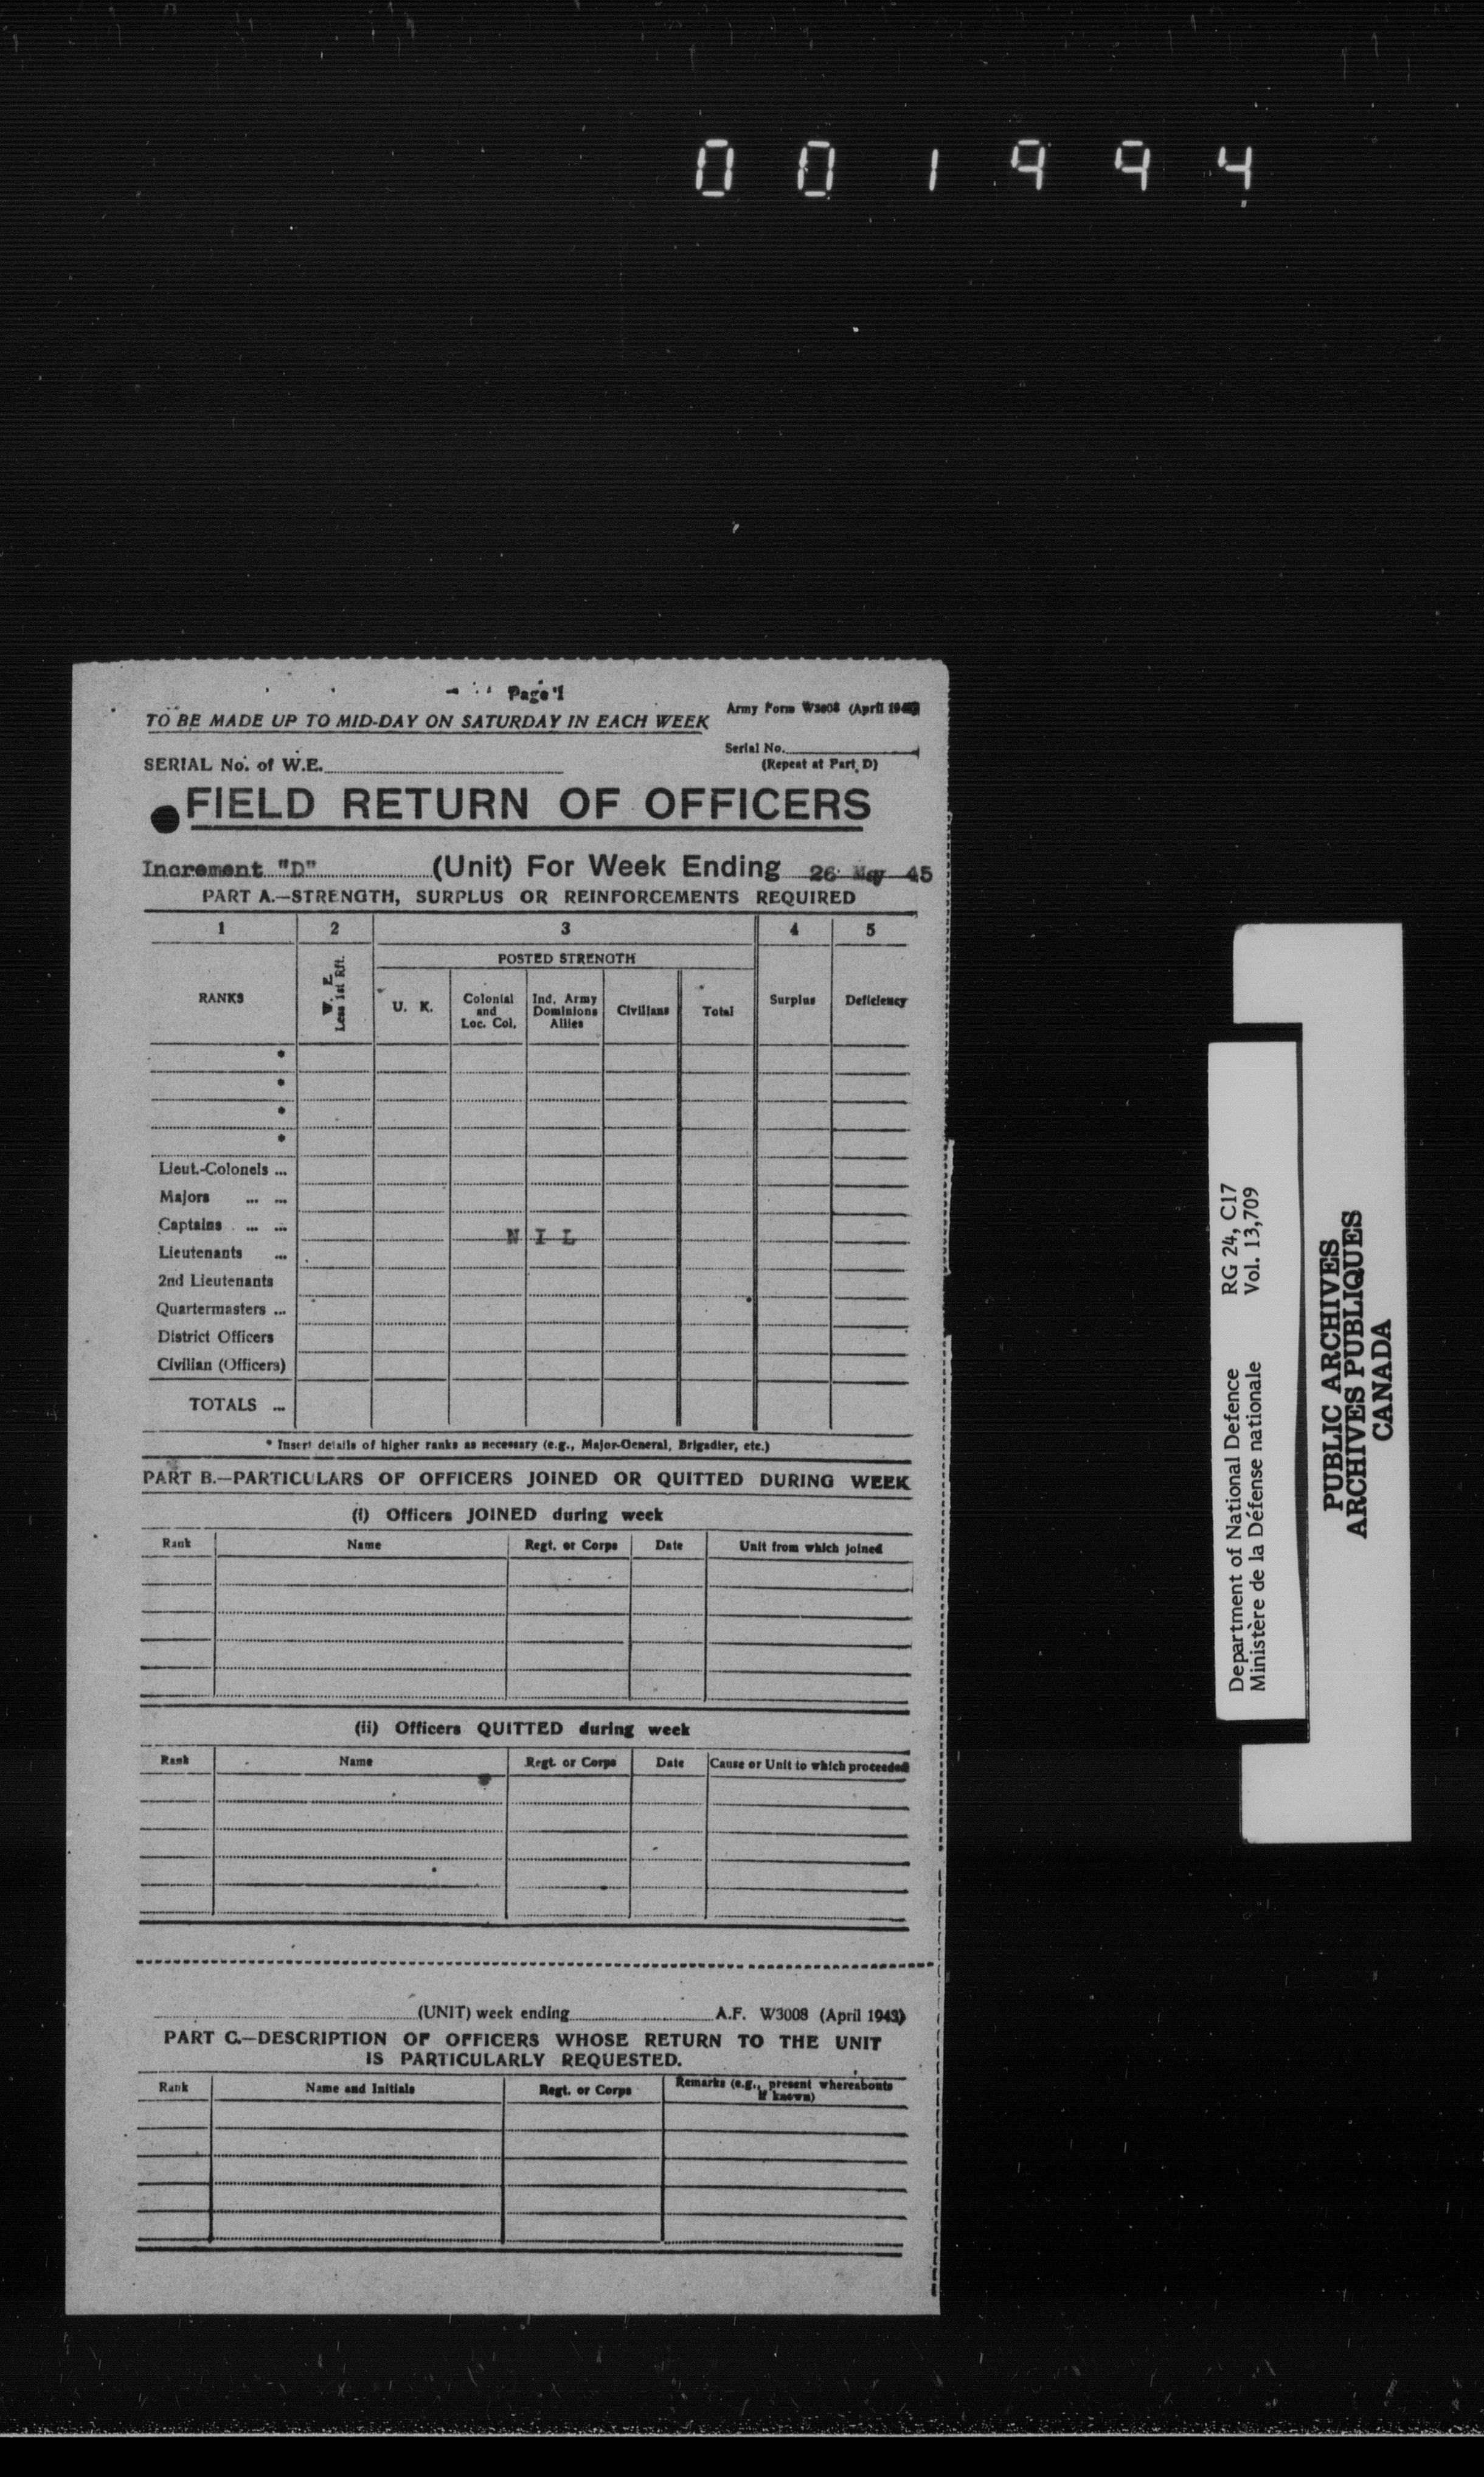 001994
Page 1
TO BE MADE UP TO MID-DAY ON SATURDAY IN EACH WEEK
Army Form W3008 (April 1943)
Serial No.
(Repeat at Part D)
SERIAL No. of W.E.
FIELD RETURN OF OFFICERS
Increment "D" (Unit) For Week Ending 26 May 45
PART A.—STRENGTH, SURPLUS OR REINFORCEMENTS REQUIRED
1 2 3 4 5
RANKS
W. E.
Less 1st Rft.
POSTED STRENGTH
U. K.
Colonial
and
Loc. Col.
Ind. Army
Dominions
Allies
Civilians
Total
Surplus
Deficiency
*
*
*
*
Lieut.-Colonels ...
Majors ... ...
Captains ... ...
N I L
Lieutenants ...
2nd Lieutenants
Quartermasters ...
District Officers
Civilian (Officers)
TOTALS ...
* Insert details of higher ranks as necessary (e.g., Major-General, Brigadier, etc.)
PART B.—PARTICULARS OF OFFICERS JOINED OR QUITTED DURING WEEK
(i) Officers JOINED during week
Rank Name Regt. or Corps Date Unit from which joined
(ii) Officers QUITTED during week
Rank Name Regt. or Corps Date Cause or Unit to which proceeded
(UNIT) week ending A.F. W3008 (April 1943)
PART C.—DESCRIPTION OF OFFICERS WHOSE RETURN TO THE UNIT
IS PARTICULARLY REQUESTED.
Rank Name and Initials Regt. or Corps Remarks (e.g., present whereabouts
if known)
Department of National Defence RG 24, C17
Ministère de la Défense nationale Vol. 13,709
PUBLIC ARCHIVES
ARCHIVES PUBLIQUES
CANADA